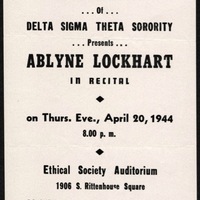 ... Of ...
DELTA SIGMA THETA SORORITY
... Presents ...
ABLYNE LOCKHART
IN RECITAL
on Thurs. Eve., April 20, 1944
8.00 p. m.
Ethical Society Auditorium
1906 S. Rittenhouse Square